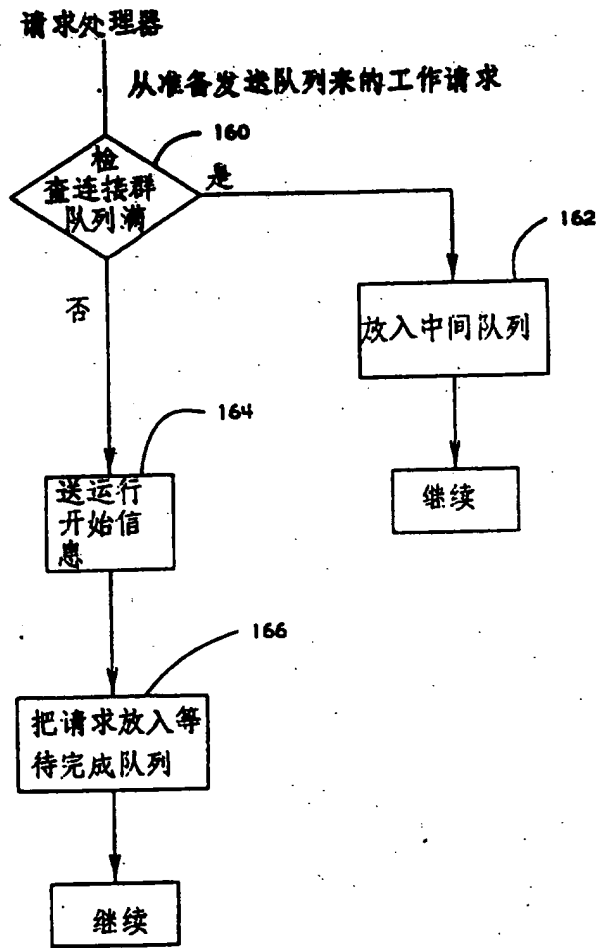 请求处理器
从准备发送队列来的工作请求
160
检
查连接群
队列满
是
162
放入中间队列
否
继续
164
送运行
开始信
息
166
把请求放入等
待完成队列
继续